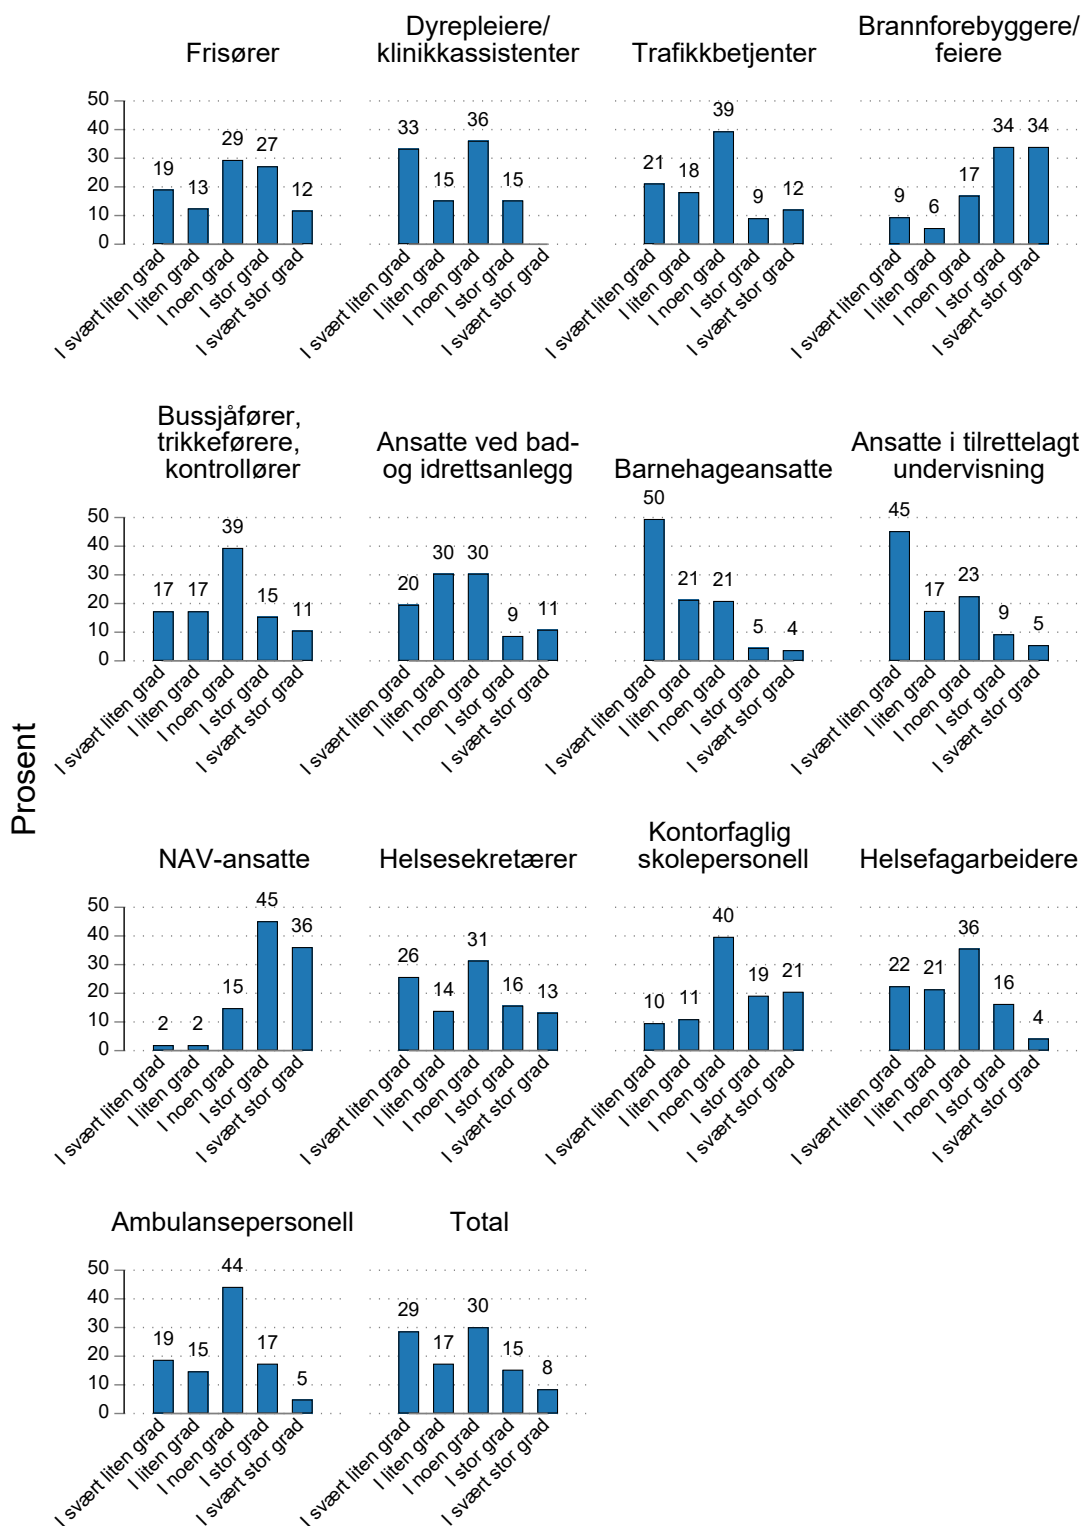 Prosent
Frisører
50
40
30
20
10
0
19
13
29
27
12
I svært liten grad
I liten grad
I noen grad
I stor grad
I svært stor grad
Dyrepleiere/
klinikkassistenter
33
15
36
15
I svært liten grad
I liten grad
I noen grad
I stor grad
I svært stor grad
Trafikkbetjenter
21
18
39
9
12
I svært liten grad
I liten grad
I noen grad
I stor grad
I svært stor grad
Brannforebyggere/
feiere
9
6
17
34
34
I svært liten grad
I liten grad
I noen grad
I stor grad
I svært stor grad
Bussjåfører,
trikkeførere,
kontrollører
50
40
30
20
10
0
17
17
39
15
11
I svært liten grad
I liten grad
I noen grad
I stor grad
I svært stor grad
Ansatte ved bad-
og idrettsanlegg
20
30
30
9
11
I svært liten grad
I liten grad
I noen grad
I stor grad
I svært stor grad
Barnehageansatte
50
21
21
5
4
I svært liten grad
I liten grad
I noen grad
I stor grad
I svært stor grad
Ansatte i tilrettelagt
undervisning
45
17
23
9
5
I svært liten grad
I liten grad
I noen grad
I stor grad
I svært stor grad
NAV-ansatte
50
40
30
20
10
0
2
2
15
45
36
I svært liten grad
I liten grad
I noen grad
I stor grad
I svært stor grad
Helsesekretærer
26
14
31
16
13
I svært liten grad
I liten grad
I noen grad
I stor grad
I svært stor grad
Kontorfaglig
skolepersonell
10
11
40
19
21
I svært liten grad
I liten grad
I noen grad
I stor grad
I svært stor grad
Helsefagarbeidere
22
21
36
16
4
I svært liten grad
I liten grad
I noen grad
I stor grad
I svært stor grad
Ambulansepersonell
50
40
30
20
10
0
19
15
44
17
5
I svært liten grad
I liten grad
I noen grad
I stor grad
I svært stor grad
Total
29
17
30
15
8
I svært liten grad
I liten grad
I noen grad
I stor grad
I svært stor grad